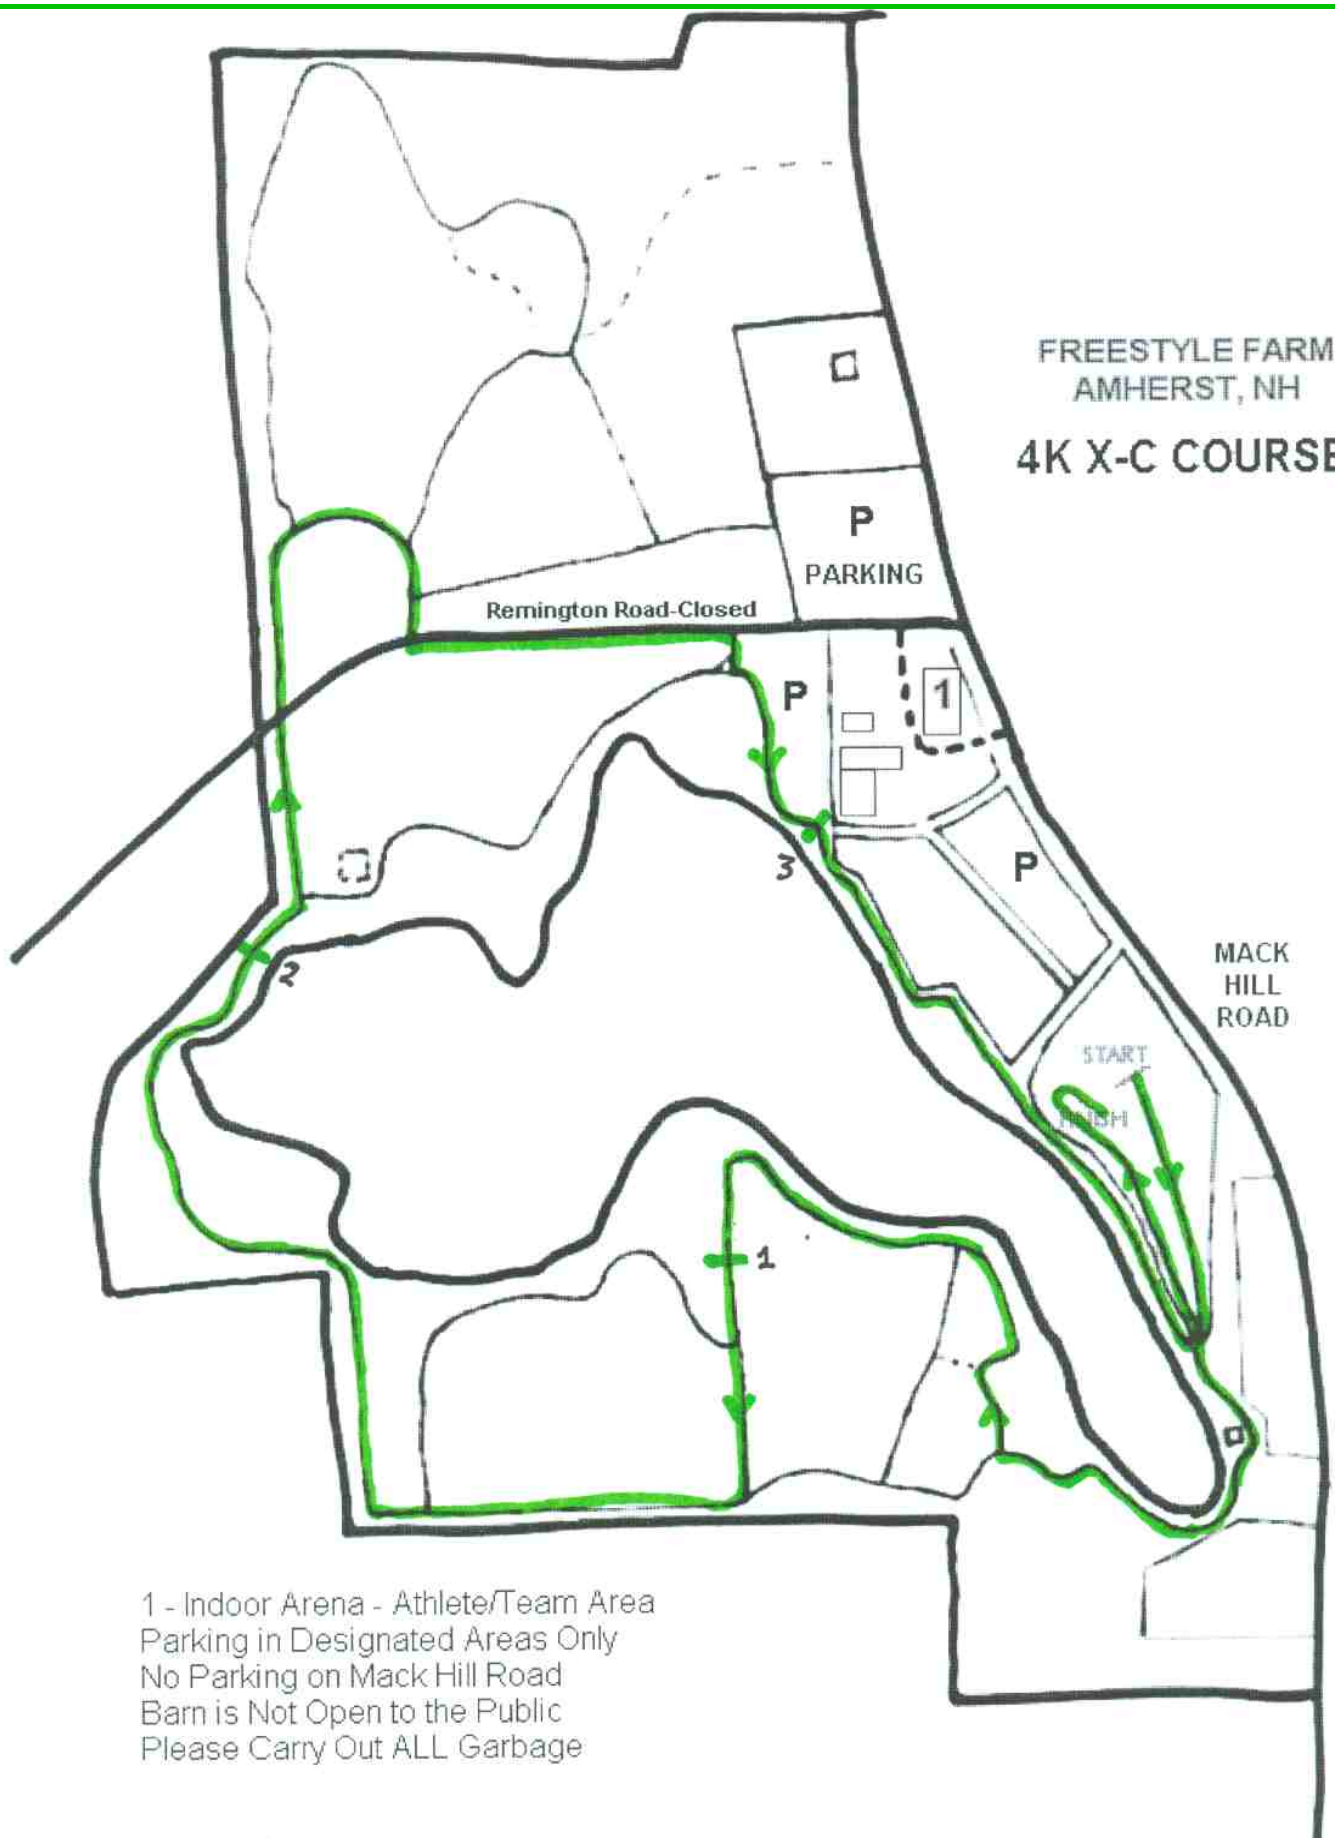 FREESTYLE FARM
AMHERST, NH
4K X-C COURSE
P
PARKING
Remington Road-Closed
P
1
3
P
2
MACK
HILL
ROAD
START
FINISH
1
1 - Indoor Arena - Athlete/Team Area
Parking in Designated Areas Only
No Parking on Mack Hill Road
Barn is Not Open to the Public
Please Carry Out ALL Garbage